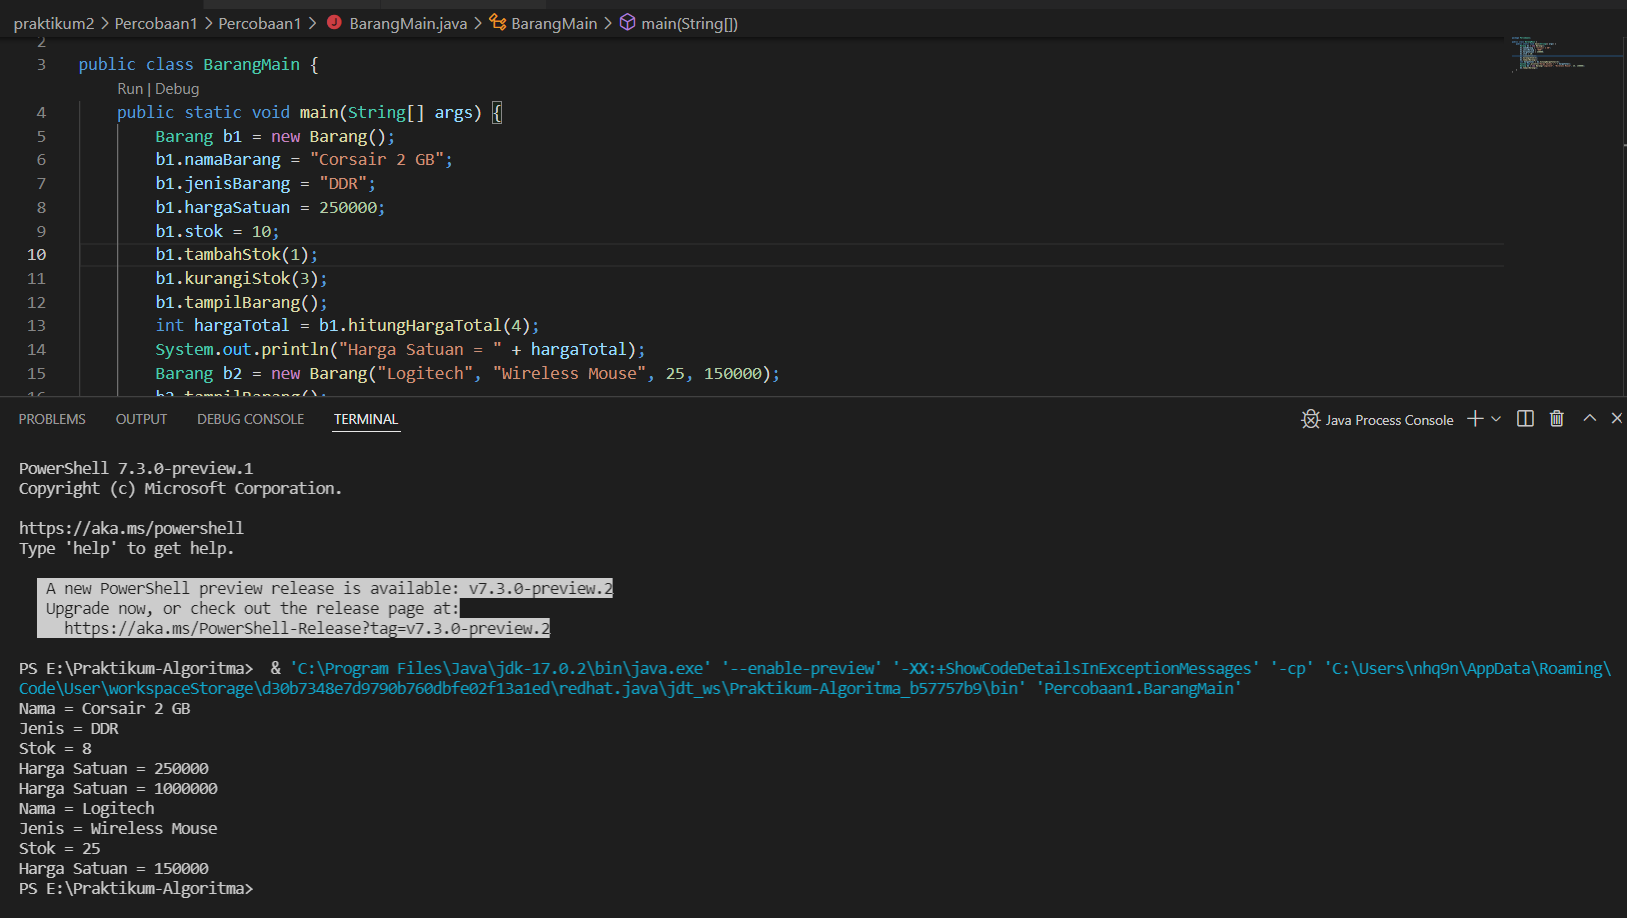 praktikum2 > Percobaan1 > Percobaan1 > J BarangMain.java > BarangMain > main(String[])
2
3 public class BarangMain {
Run | Debug
4 public static void main(String[] args) {
5 Barang b1 = new Barang();
6 b1.namaBarang = "Corsair 2 GB";
7 b1.jenisBarang = "DDR";
8 b1.hargaSatuan = 250000;
9 b1.stok = 10;
10 b1.tambahStok(1);
11 b1.kurangiStok(3);
12 b1.tampilBarang();
13 int hargaTotal = b1.hitungHargaTotal(4);
14 System.out.println("Harga Satuan = " + hargaTotal);
15 Barang b2 = new Barang("Logitech", "Wireless Mouse", 25, 150000);
16 b2.tampilBarang();
PROBLEMS OUTPUT DEBUG CONSOLE TERMINAL Java Process Console
PowerShell 7.3.0-preview.1
Copyright (c) Microsoft Corporation.
https://aka.ms/powershell
Type 'help' to get help.
A new PowerShell preview release is available: v7.3.0-preview.2
Upgrade now, or check out the release page at:
https://aka.ms/PowerShell-Release?tag=v7.3.0-preview.2
PS E:\Praktikum-Algoritma>  & 'C:\Program Files\Java\jdk-17.0.2\bin\java.exe' '--enable-preview' '-XX:+ShowCodeDetailsInExceptionMessages' '-cp' 'C:\Users\nhq9n\AppData\Roaming\
Code\User\workspaceStorage\d30b7348e7d9790b760dbfe02f13a1ed\redhat.java\jdt_ws\Praktikum-Algoritma_b57757b9\bin' 'Percobaan1.BarangMain'
Nama = Corsair 2 GB
Jenis = DDR
Stok = 8
Harga Satuan = 250000
Harga Satuan = 1000000
Nama = Logitech
Jenis = Wireless Mouse
Stok = 25
Harga Satuan = 150000
PS E:\Praktikum-Algoritma>